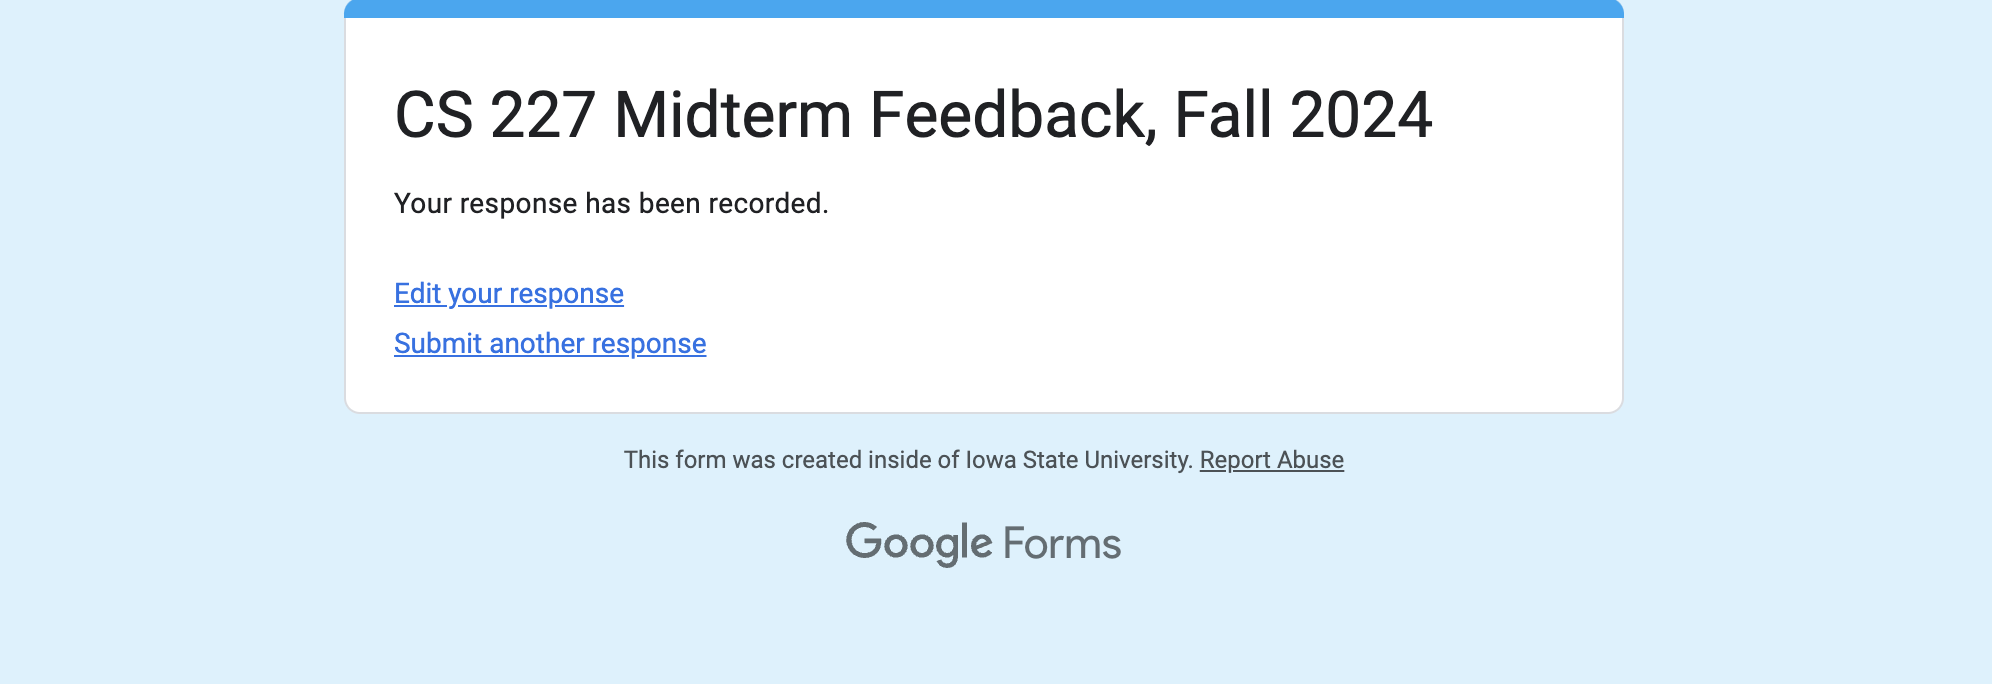 CS 227 Midterm Feedback, Fall 2024
Your response has been recorded.
Edit your response
Submit another response
This form was created inside of Iowa State University. Report Abuse
Google Forms